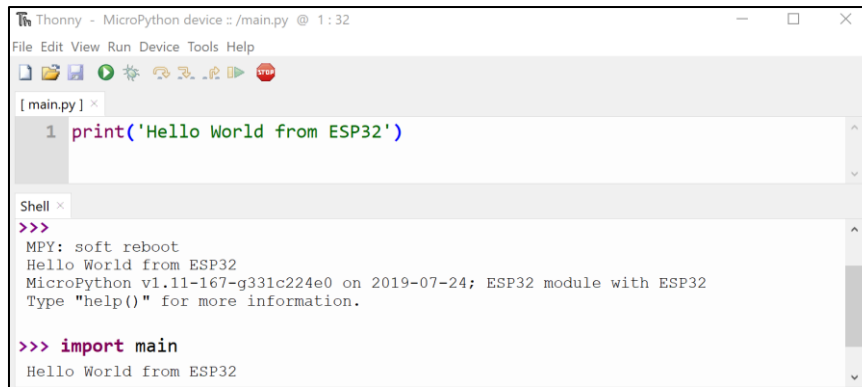 Th Thonny - MicroPython device :: /main.py @ 1 : 32
File Edit View Run Device Tools Help
STOP
[ main.py ] ×
1 print('Hello World from ESP32')
Shell ×
>>>
MPY: soft reboot
Hello World from ESP32
MicroPython v1.11-167-g331c224e0 on 2019-07-24; ESP32 module with ESP32
Type "help()" for more information.
>>> import main
Hello World from ESP32